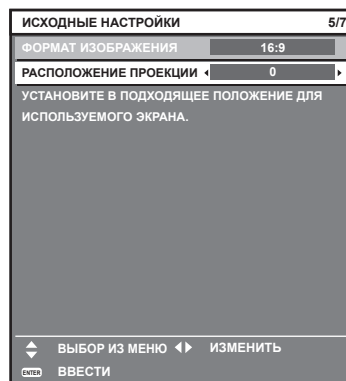 ИСХОДНЫЕ НАСТРОЙКИ 5/7
ФОРМАТ ИЗОБРАЖЕНИЯ 16:9
РАСПОЛОЖЕНИЕ ПРОЕКЦИИ 0
УСТАНОВИТЕ В ПОДХОДЯЩЕЕ ПОЛОЖЕНИЕ ДЛЯ
ИСПОЛЬЗУЕМОГО ЭКРАНА.
ВЫБОР ИЗ МЕНЮ ИЗМЕНИТЬ
ENTER ВВЕСТИ